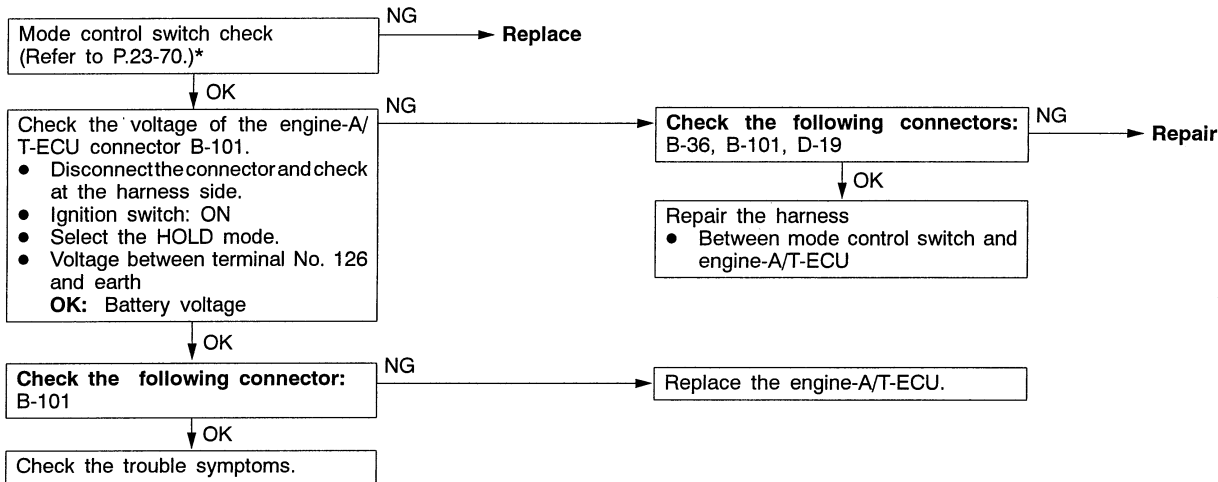 Mode control switch check
(Refer to P.23-70.)*
NG
Replace
OK
Check the voltage of the engine-A/
T-ECU connector B-101.
● Disconnect the connector and check
at the harness side.
● Ignition switch: ON
● Select the HOLD mode.
● Voltage between terminal No. 126
and earth
OK: Battery voltage
NG
Check the following connectors:
B-36, B-101, D-19
NG
Repair
OK
Repair the harness
● Between mode control switch and
engine-A/T-ECU
OK
Check the following connector:
B-101
NG
Replace the engine-A/T-ECU.
OK
Check the trouble symptoms.